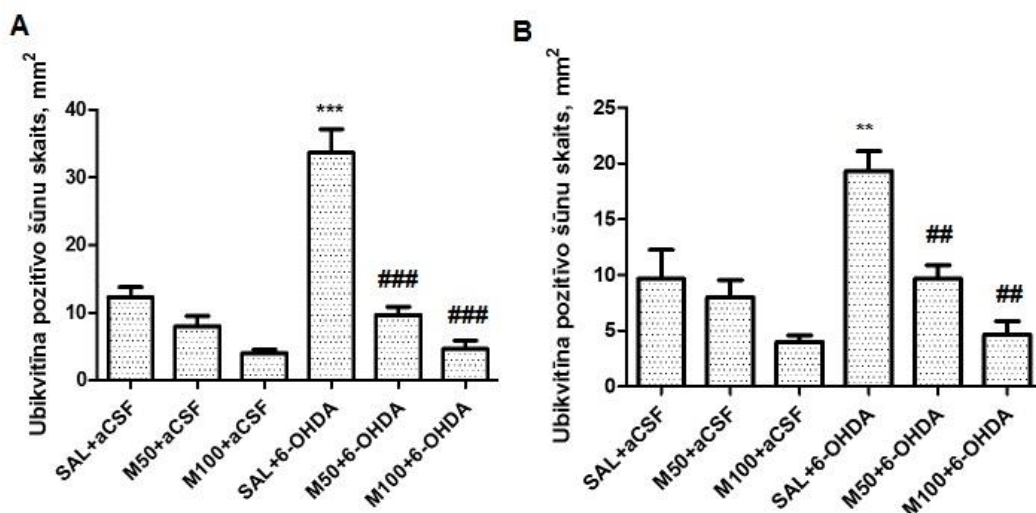 A
Ubikvitīna pozitīvo šūnu skaits, mm²
40
30
20
10
0
***
###
###
SAL+aCSF
M50+aCSF
M100+aCSF
SAL+6-OHDA
M50+6-OHDA
M100+6-OHDA
B
Ubikvitīna pozitīvo šūnu skaits, mm²
25
20
15
10
5
0
**
##
##
SAL+aCSF
M50+aCSF
M100+aCSF
SAL+6-OHDA
M50+6-OHDA
M100+6-OHDA